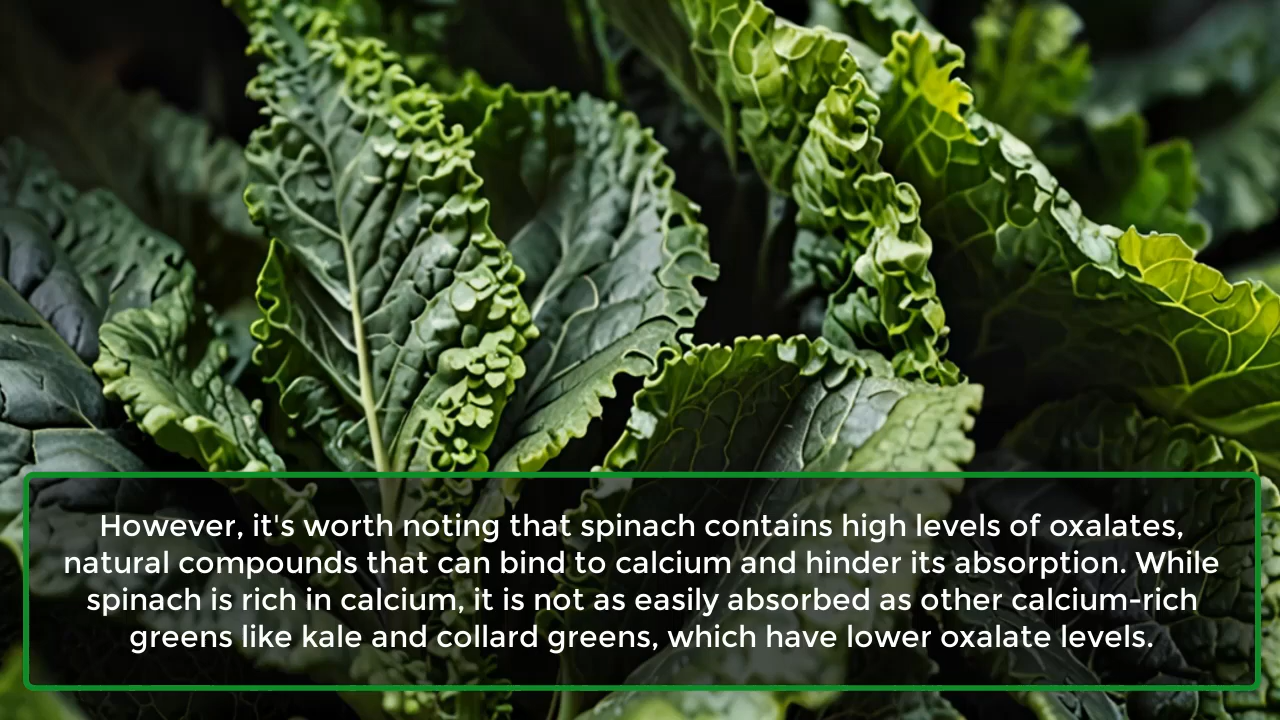 However, it's worth noting that spinach contains high levels of oxalates,
natural compounds that can bind to calcium and hinder its absorption. While
spinach is rich in calcium, it is not as easily absorbed as other calcium-rich
greens like kale and collard greens, which have lower oxalate levels.